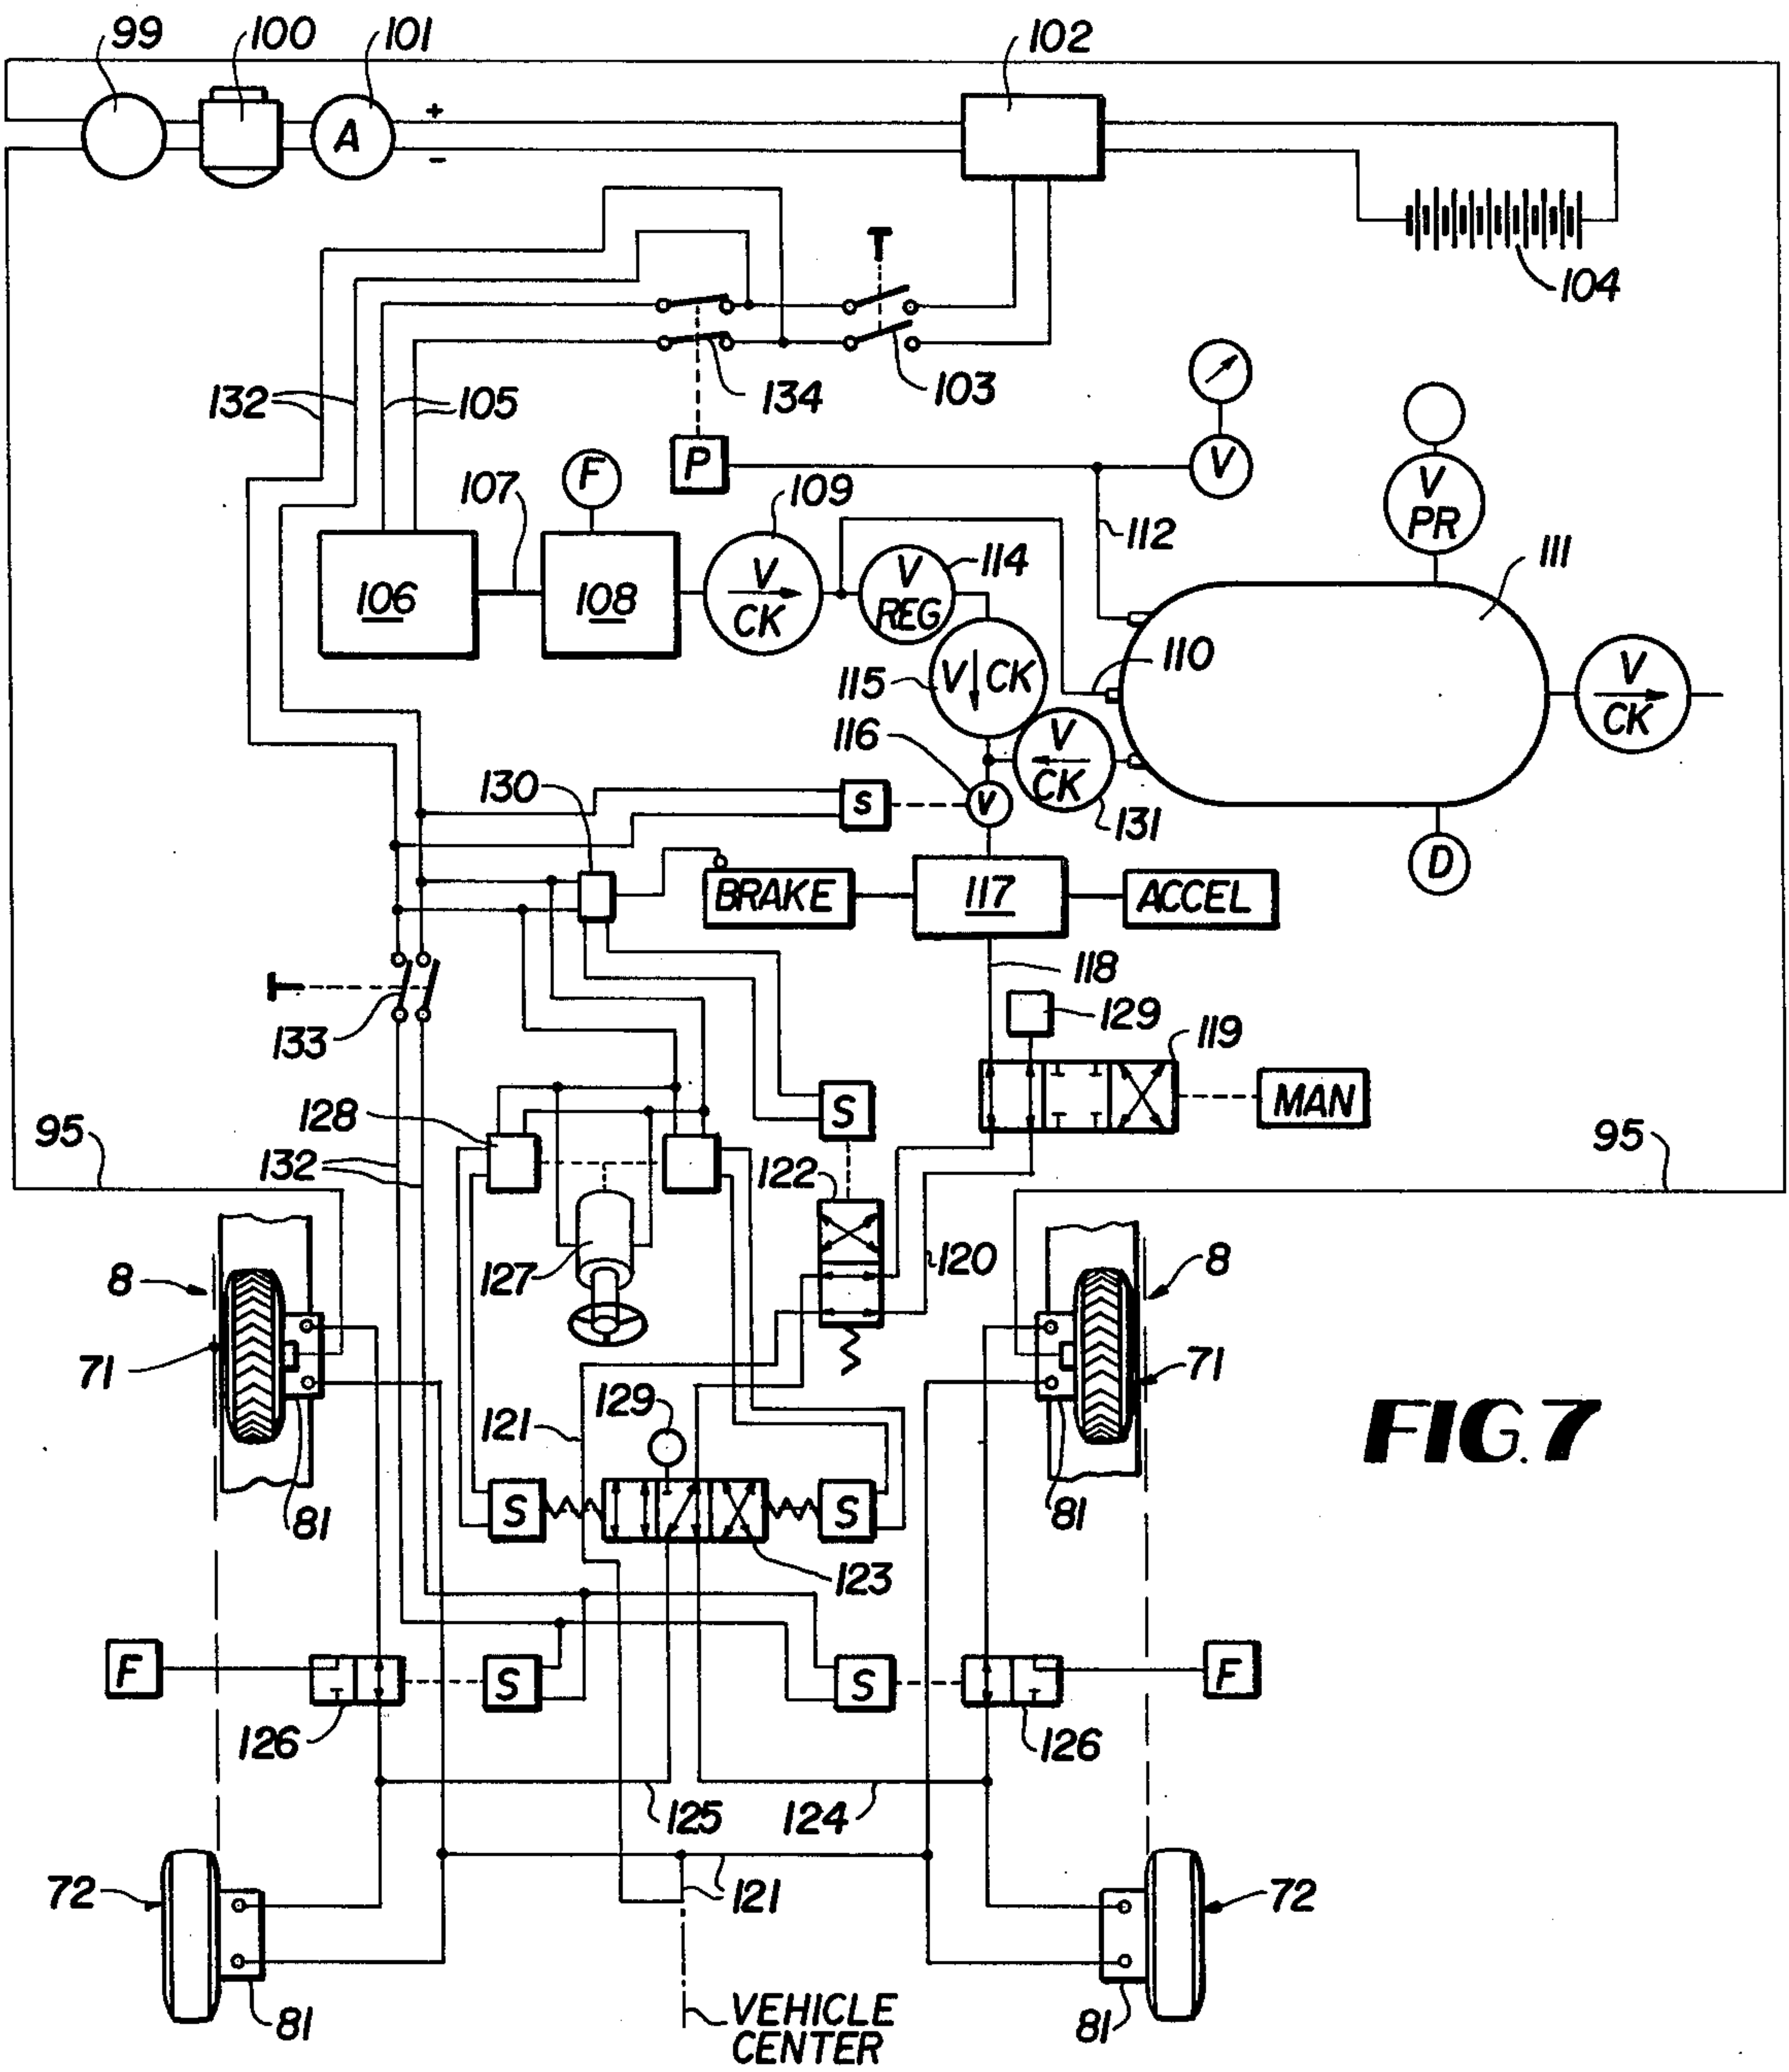 99 100 101 102
A + -
104
132 105 134 103
P V
107 F 109 112 V PR
106 108 V CK V REG 114 111
110
115 V CK V CK
116 V CK
130 S V 131 D
BRAKE 117 ACCEL
118
133 129 119
MAN
128 S
95 132 122 95
8 127 120 8
71 71
129
121 FIG. 7
81 S S 81
123
F S S F
126 126
125 124
72 121 72
81 VEHICLE CENTER 81